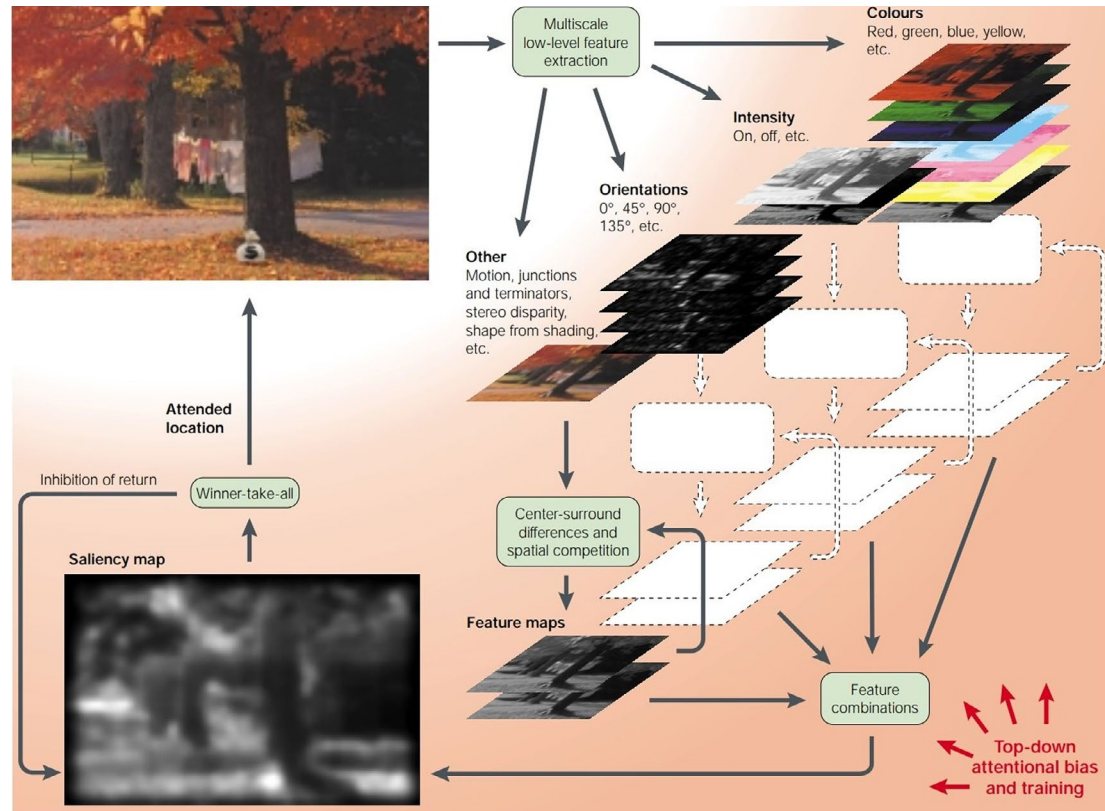 Multiscale
low-level feature
extraction
Colours
Red, green, blue, yellow,
etc.
Intensity
On, off, etc.
Orientations
0°, 45°, 90°,
135°, etc.
Other
Motion, junctions
and terminators,
stereo disparity,
shape from shading,
etc.
$
Attended
location
Inhibition of return
Winner-take-all
Center-surround
differences and
spatial competition
Saliency map
Feature maps
Feature
combinations
Top-down
attentional bias
and training